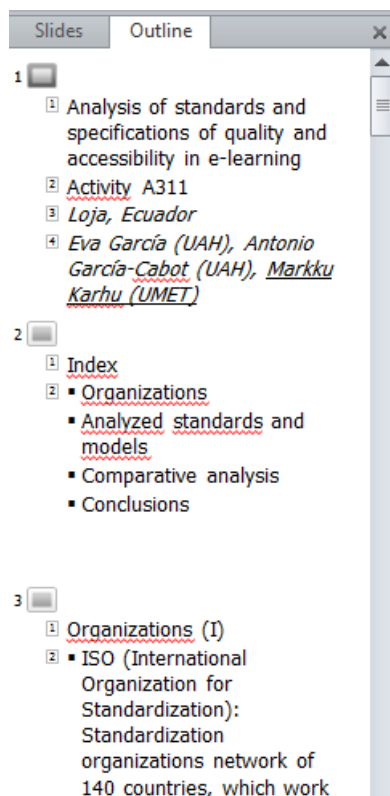 Slides Outline
1
1 Analysis of standards and
specifications of quality and
accessibility in e-learning
2 Activity A311
3 Loja, Ecuador
4 Eva García (UAH), Antonio
García-Cabot (UAH), Markku
Karhu (UMET)
2
1 Index
2 ▪ Organizations
▪ Analyzed standards and
models
▪ Comparative analysis
▪ Conclusions
3
1 Organizations (I)
2 ▪ ISO (International
Organization for
Standardization):
Standardization
organizations network of
140 countries, which work